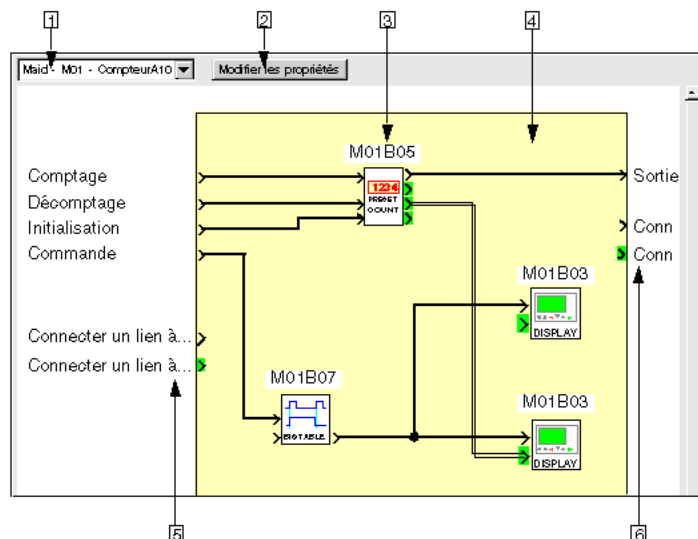 1
2
3
4
Maid - M01 - CompteurA10
Modifier les propriétés
M01B05
1234
PRESET
COUNT
Comptage
Décomptage
Initialisation
Commande
Sortie
Conn
Conn
M01B03
DISPLAY
Connecter un lien à...
Connecter un lien à...
M01B07
M01B03
DISPLAY
5
6